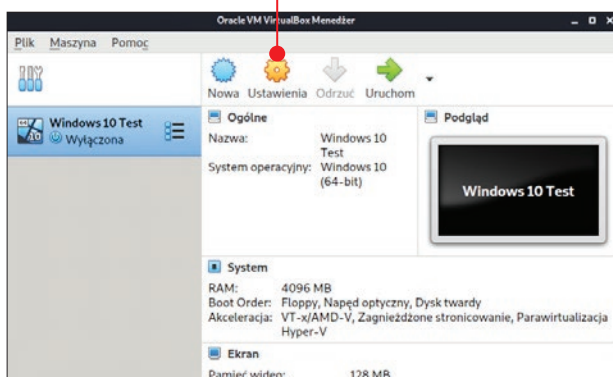 Oracle VM VirtualBox Menedżer
Plik Maszyna Pomoc
Nowa Ustawienia Odrzuć Uruchom
Windows 10 Test
Wyłączona
Ogólne
Nazwa: Windows 10
Test
System operacyjny: Windows 10
(64-bit)
Podgląd
Windows 10 Test
System
RAM: 4096 MB
Boot Order: Floppy, Napęd optyczny, Dysk twardy
Akceleracja: VT-x/AMD-V, Zagnieżdżone stronicowanie, Parawirtualizacja
Hyper-V
Ekran
Pamięć wideo: 128 MB